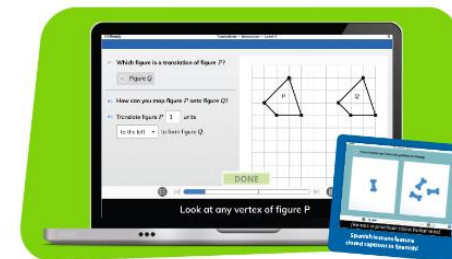 Which figure is a translation of figure P?
Figure Q
How can you map figure P onto figure Q?
Translate figure P 1 units
to the left to form figure Q.
P
Q
DONE
Look at any vertex of figure P
Spanish lessons feature
closed captions in Spanish!